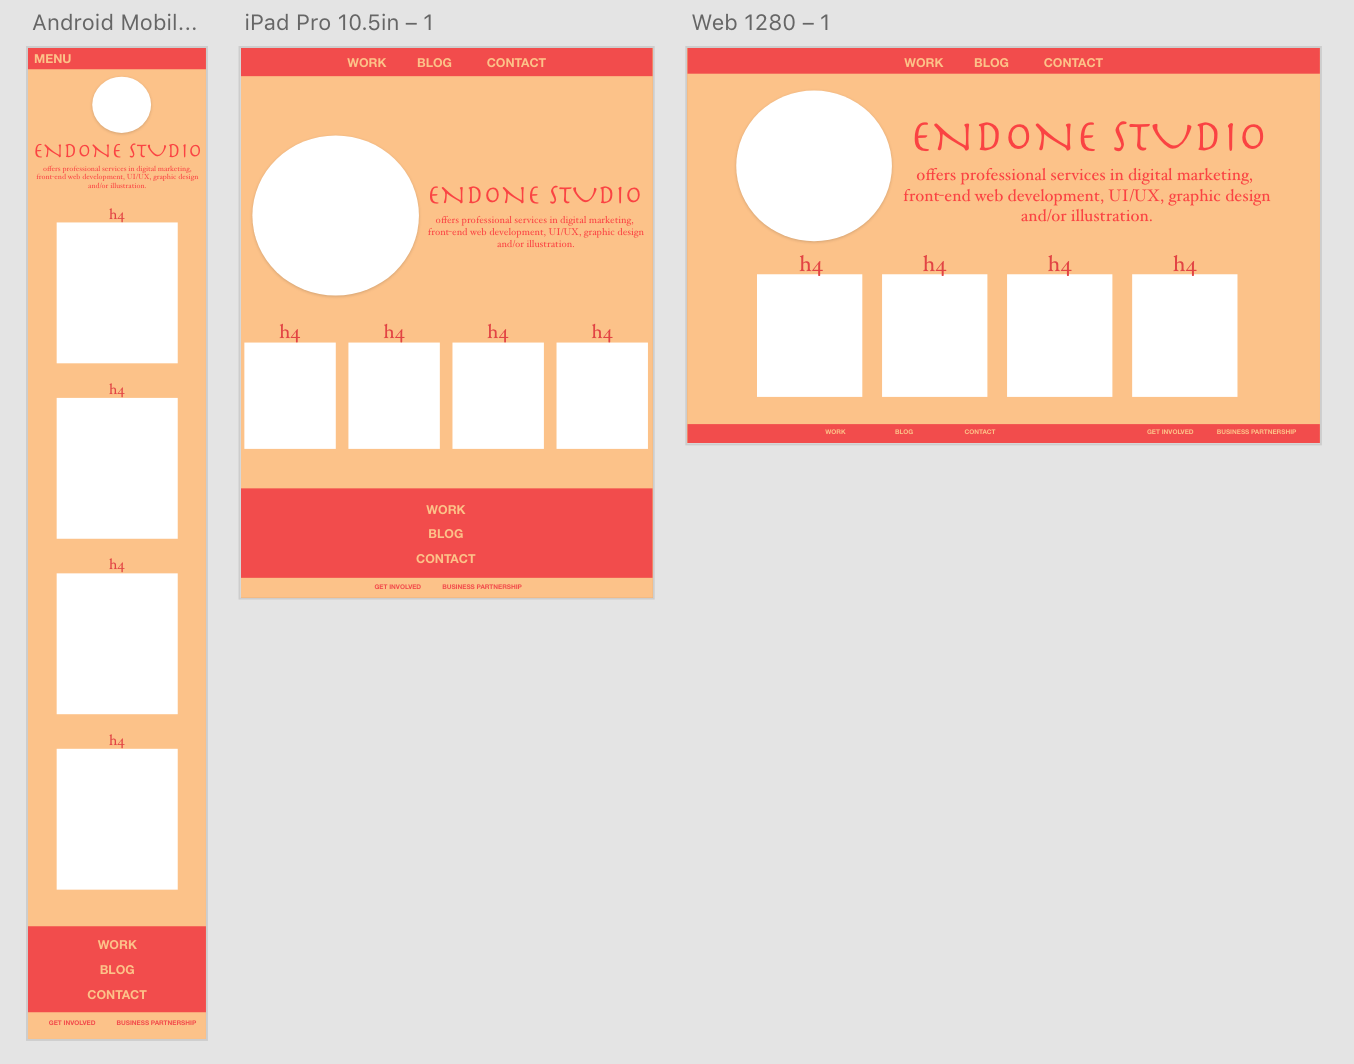 Android Mobil...
MENU
ENDONE STUDIO
offers professional services in digital marketing,
front-end web development, UI/UX, graphic design
and/or illustration.
h4
h4
h4
h4
WORK
BLOG
CONTACT
GET INVOLVED BUSINESS PARTNERSHIP
iPad Pro 10.5in – 1
WORK BLOG CONTACT
ENDONE STUDIO
offers professional services in digital marketing,
front-end web development, UI/UX, graphic design
and/or illustration.
h4 h4 h4 h4
WORK
BLOG
CONTACT
GET INVOLVED BUSINESS PARTNERSHIP
Web 1280 – 1
WORK BLOG CONTACT
ENDONE STUDIO
offers professional services in digital marketing,
front-end web development, UI/UX, graphic design
and/or illustration.
h4 h4 h4 h4
WORK BLOG CONTACT GET INVOLVED BUSINESS PARTNERSHIP